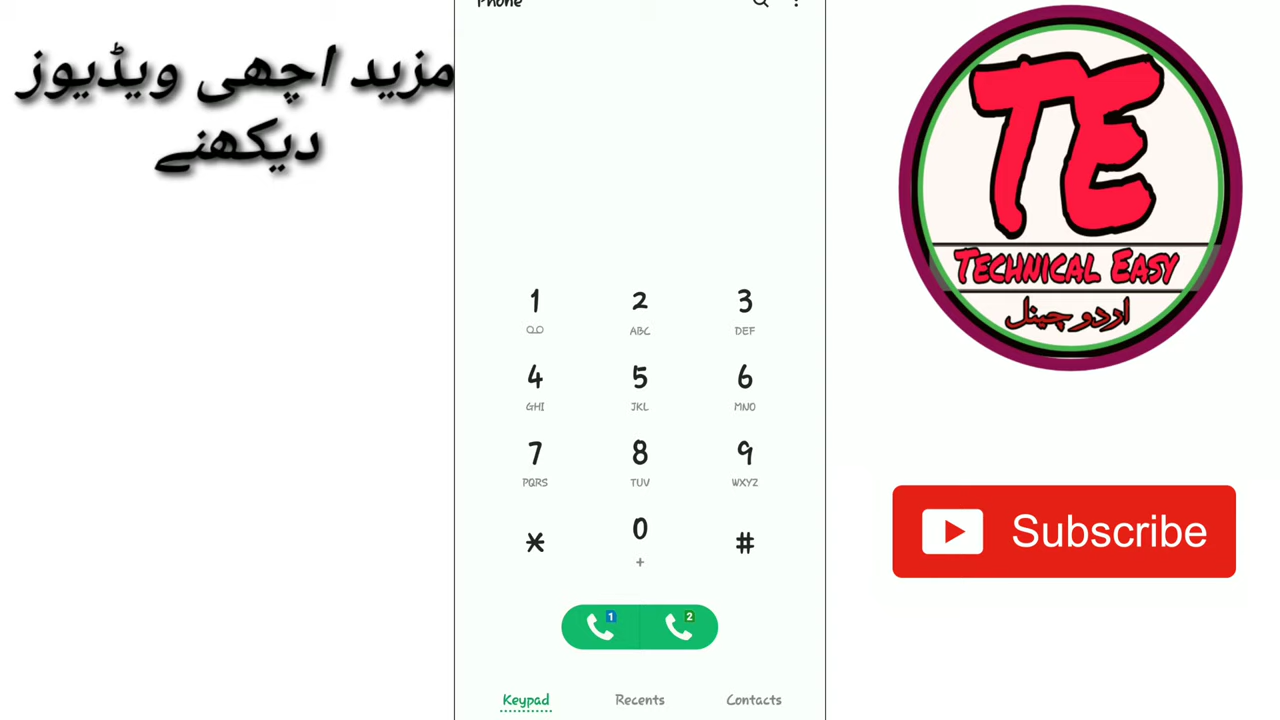 مزید اچھی ویڈیوز
دیکھنے
Phone
1
2
ABC
3
DEF
4
GHI
5
JKL
6
MNO
7
PQRS
8
TUV
9
WXYZ
*
0
+
#
1
2
Keypad
Recents
Contacts
TE
TECHNICAL EASY
اردو چینل
Subscribe